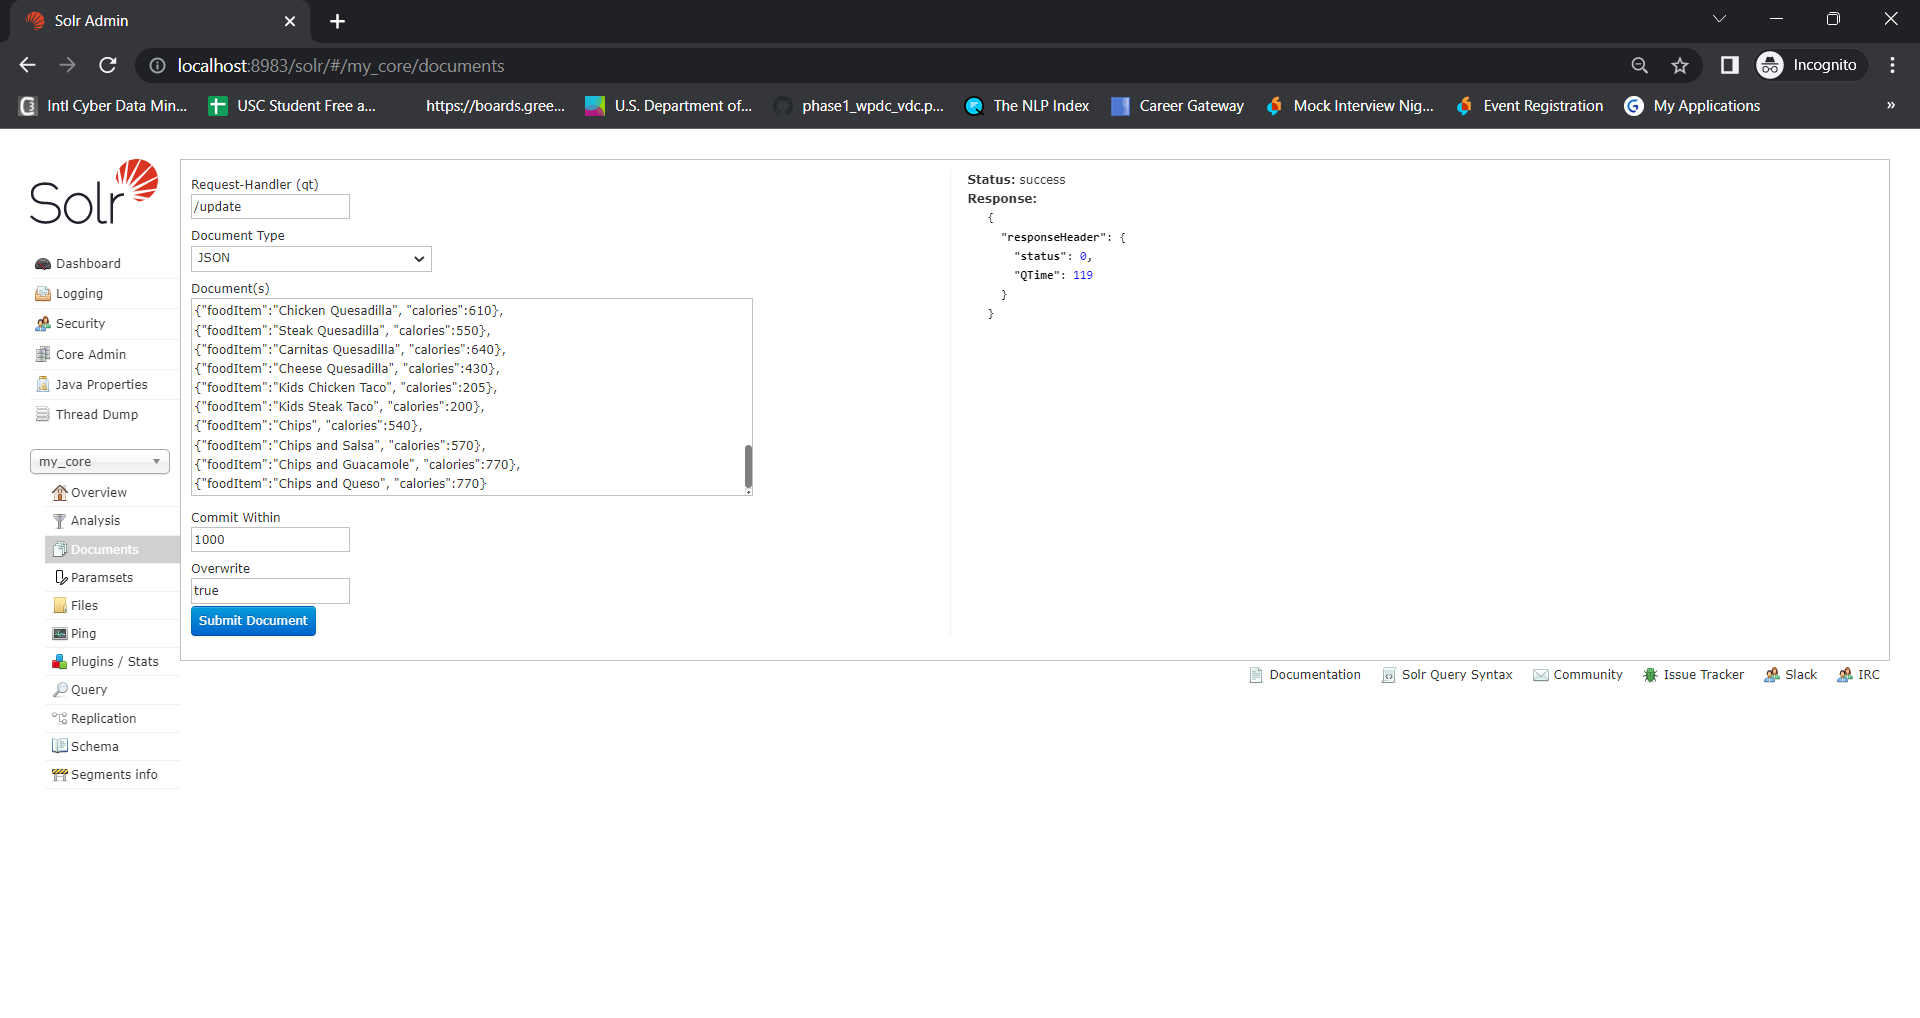 Solr Admin
localhost:8983/solr/#/my_core/documents
Incognito
Intl Cyber Data Min...
USC Student Free a...
https://boards.gree...
U.S. Department of...
phase1_wpdc_vdc.p...
The NLP Index
Career Gateway
Mock Interview Nig...
Event Registration
My Applications
»
Solr
Dashboard
Logging
Security
Core Admin
Java Properties
Thread Dump
my_core
Overview
Analysis
Documents
Paramsets
Files
Ping
Plugins / Stats
Query
Replication
Schema
Segments info
Request-Handler (qt)
/update
Document Type
JSON
Document(s)
{"foodItem":"Chicken Quesadilla", "calories":610},
{"foodItem":"Steak Quesadilla", "calories":550},
{"foodItem":"Carnitas Quesadilla", "calories":640},
{"foodItem":"Cheese Quesadilla", "calories":430},
{"foodItem":"Kids Chicken Taco", "calories":205},
{"foodItem":"Kids Steak Taco", "calories":200},
{"foodItem":"Chips", "calories":540},
{"foodItem":"Chips and Salsa", "calories":570},
{"foodItem":"Chips and Guacamole", "calories":770},
{"foodItem":"Chips and Queso", "calories":770}
Commit Within
1000
Overwrite
true
Submit Document
Status: success
Response:
{
"responseHeader": {
"status": 0,
"QTime": 119
}
}
Documentation
Solr Query Syntax
Community
Issue Tracker
Slack
IRC